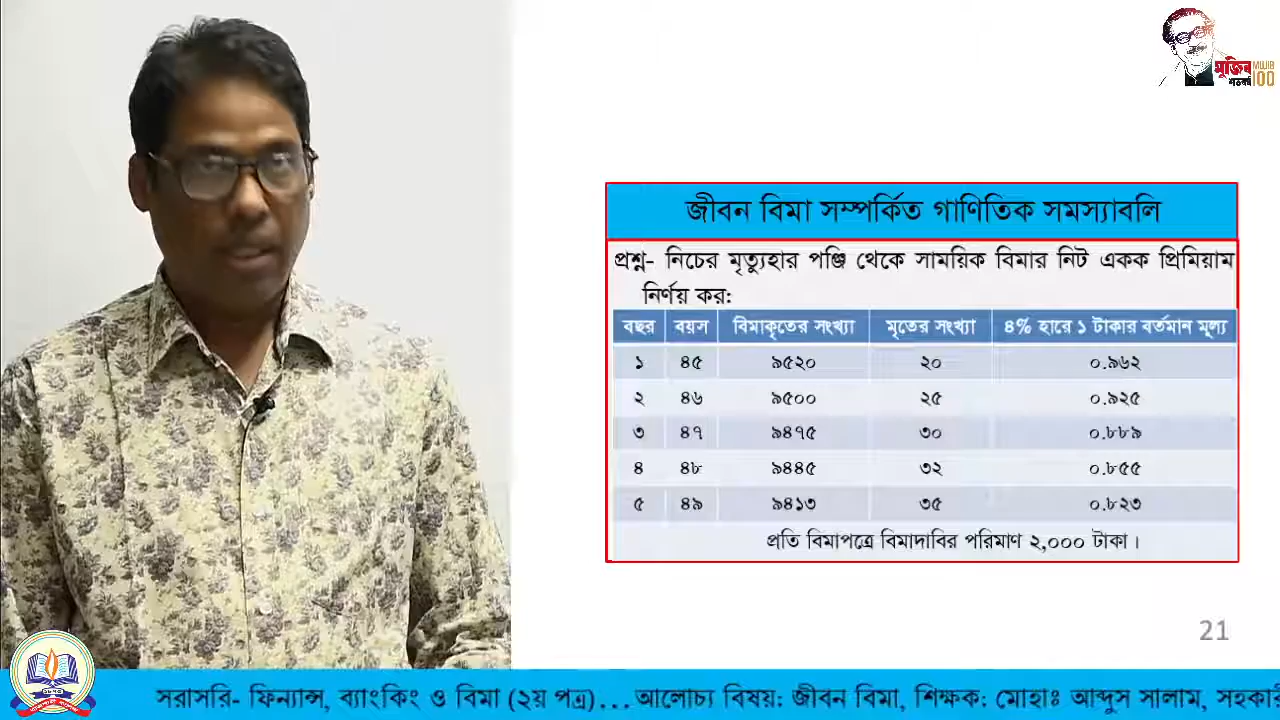 মুজিব MUJIB
শতবর্ষ 100
জীবন বিমা সম্পর্কিত গাণিতিক সমস্যাবলি
প্রশ্ন- নিচের মৃত্যুহার পঞ্জি থেকে সাময়িক বিমার নিট একক প্রিমিয়াম
নির্ণয় কর:
বছর বয়স বিমাকৃতের সংখ্যা মৃতের সংখ্যা ৪% হারে ১ টাকার বর্তমান মূল্য
১ ৪৫ ৯৫২০ ২০ ০.৯৬২
২ ৪৬ ৯৫০০ ২৫ ০.৯২৫
৩ ৪৭ ৯৪৭৫ ৩০ ০.৮৮৯
৪ ৪৮ ৯৪৪৫ ৩২ ০.৮৫৫
৫ ৪৯ ৯৪১৩ ৩৫ ০.৮২৩
প্রতি বিমাপত্রে বিমাদাবির পরিমাণ ২,০০০ টাকা।
21
সরাসরি- ফিন্যান্স, ব্যাংকিং ও বিমা (২য় পত্র)... আলোচ্য বিষয়: জীবন বিমা, শিক্ষক: মোহাঃ আব্দুস সালাম, সহকারী